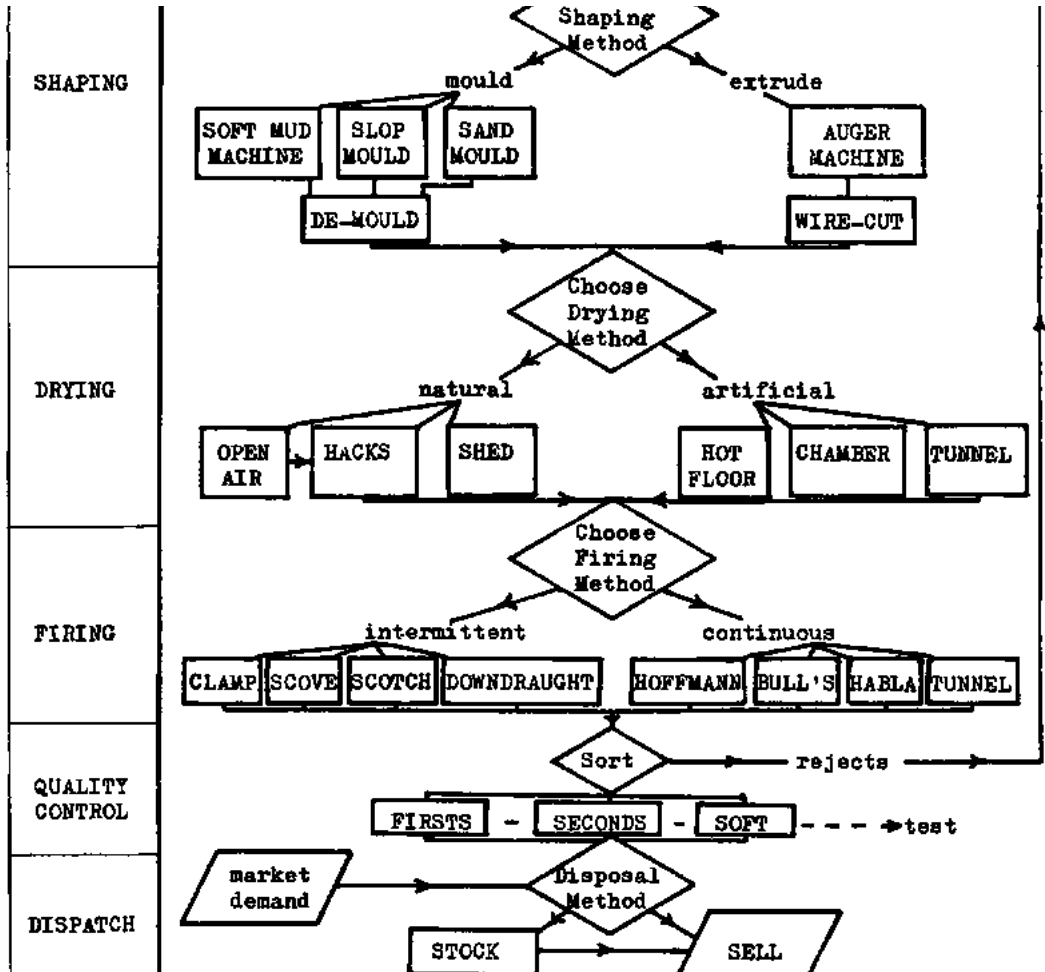 Shaping
Method
SHAPING
mould
extrude
SOFT MUD
MACHINE
SLOP
MOULD
SAND
MOULD
AUGER
MACHINE
DE-MOULD
WIRE-CUT
Choose
Drying
Method
DRYING
natural
artificial
OPEN
AIR
HACKS
SHED
HOT
FLOOR
CHAMBER
TUNNEL
Choose
Firing
Method
FIRING
intermittent
continuous
CLAMP
SCOVE
SCOTCH
DOWNDRAUGHT
HOFFMANN
BULL'S
HABLA
TUNNEL
Sort
rejects
QUALITY
CONTROL
FIRSTS
-
SECONDS
-
SOFT
test
market
demand
Disposal
Method
DISPATCH
STOCK
SELL